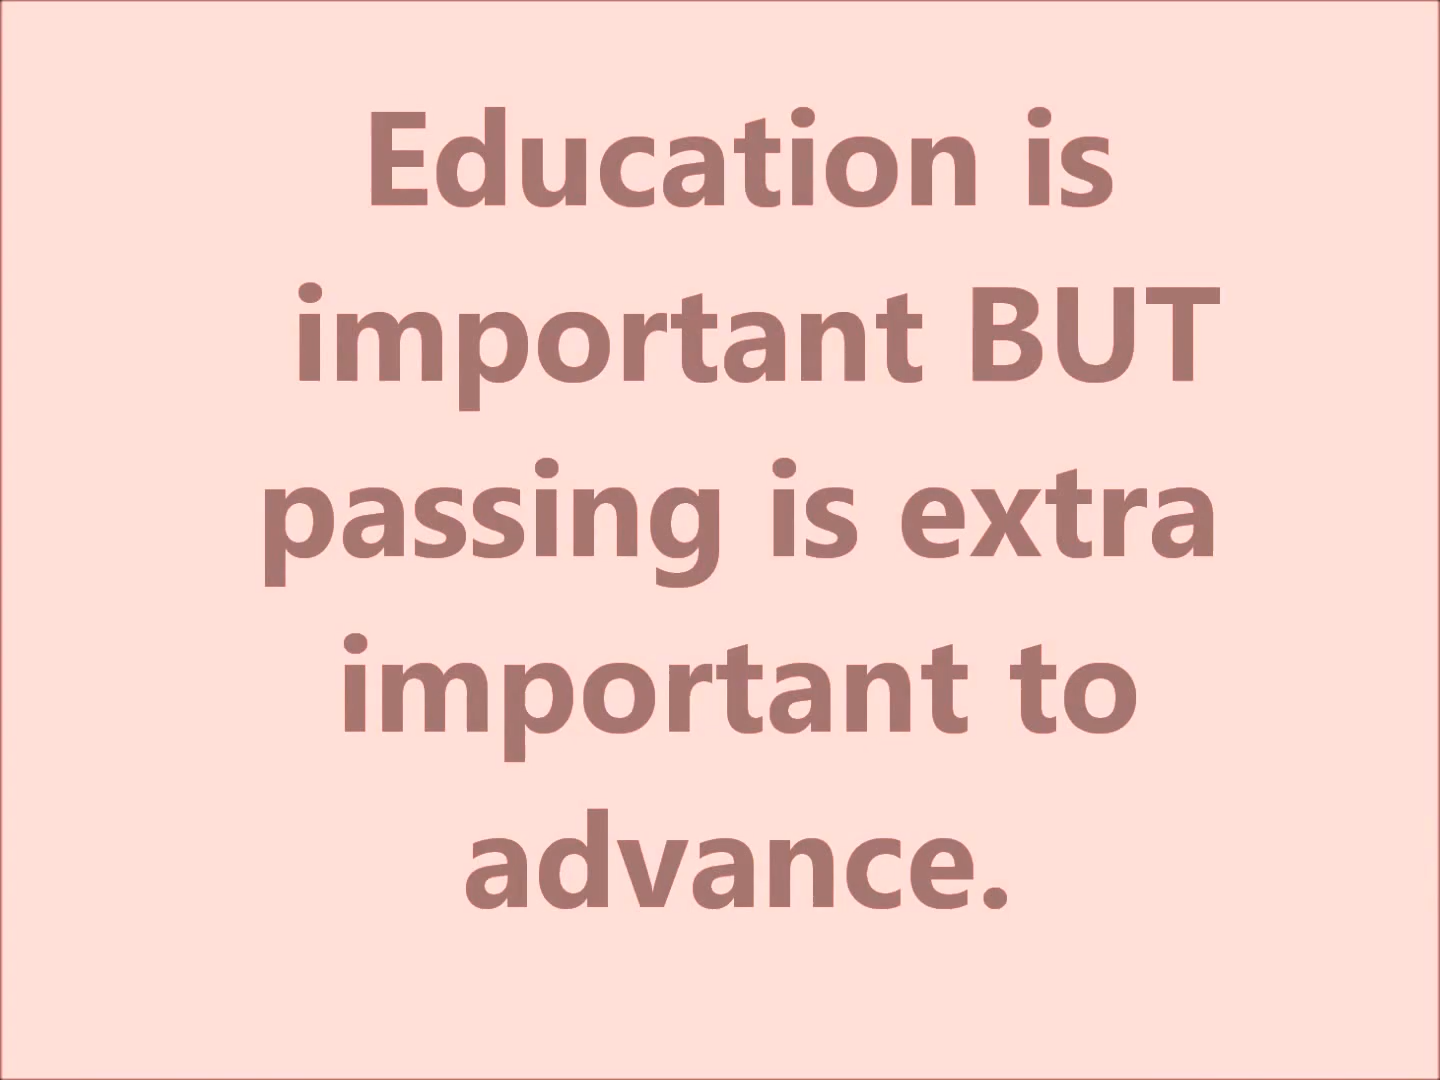 Education is
important BUT
passing is extra
important to
advance.